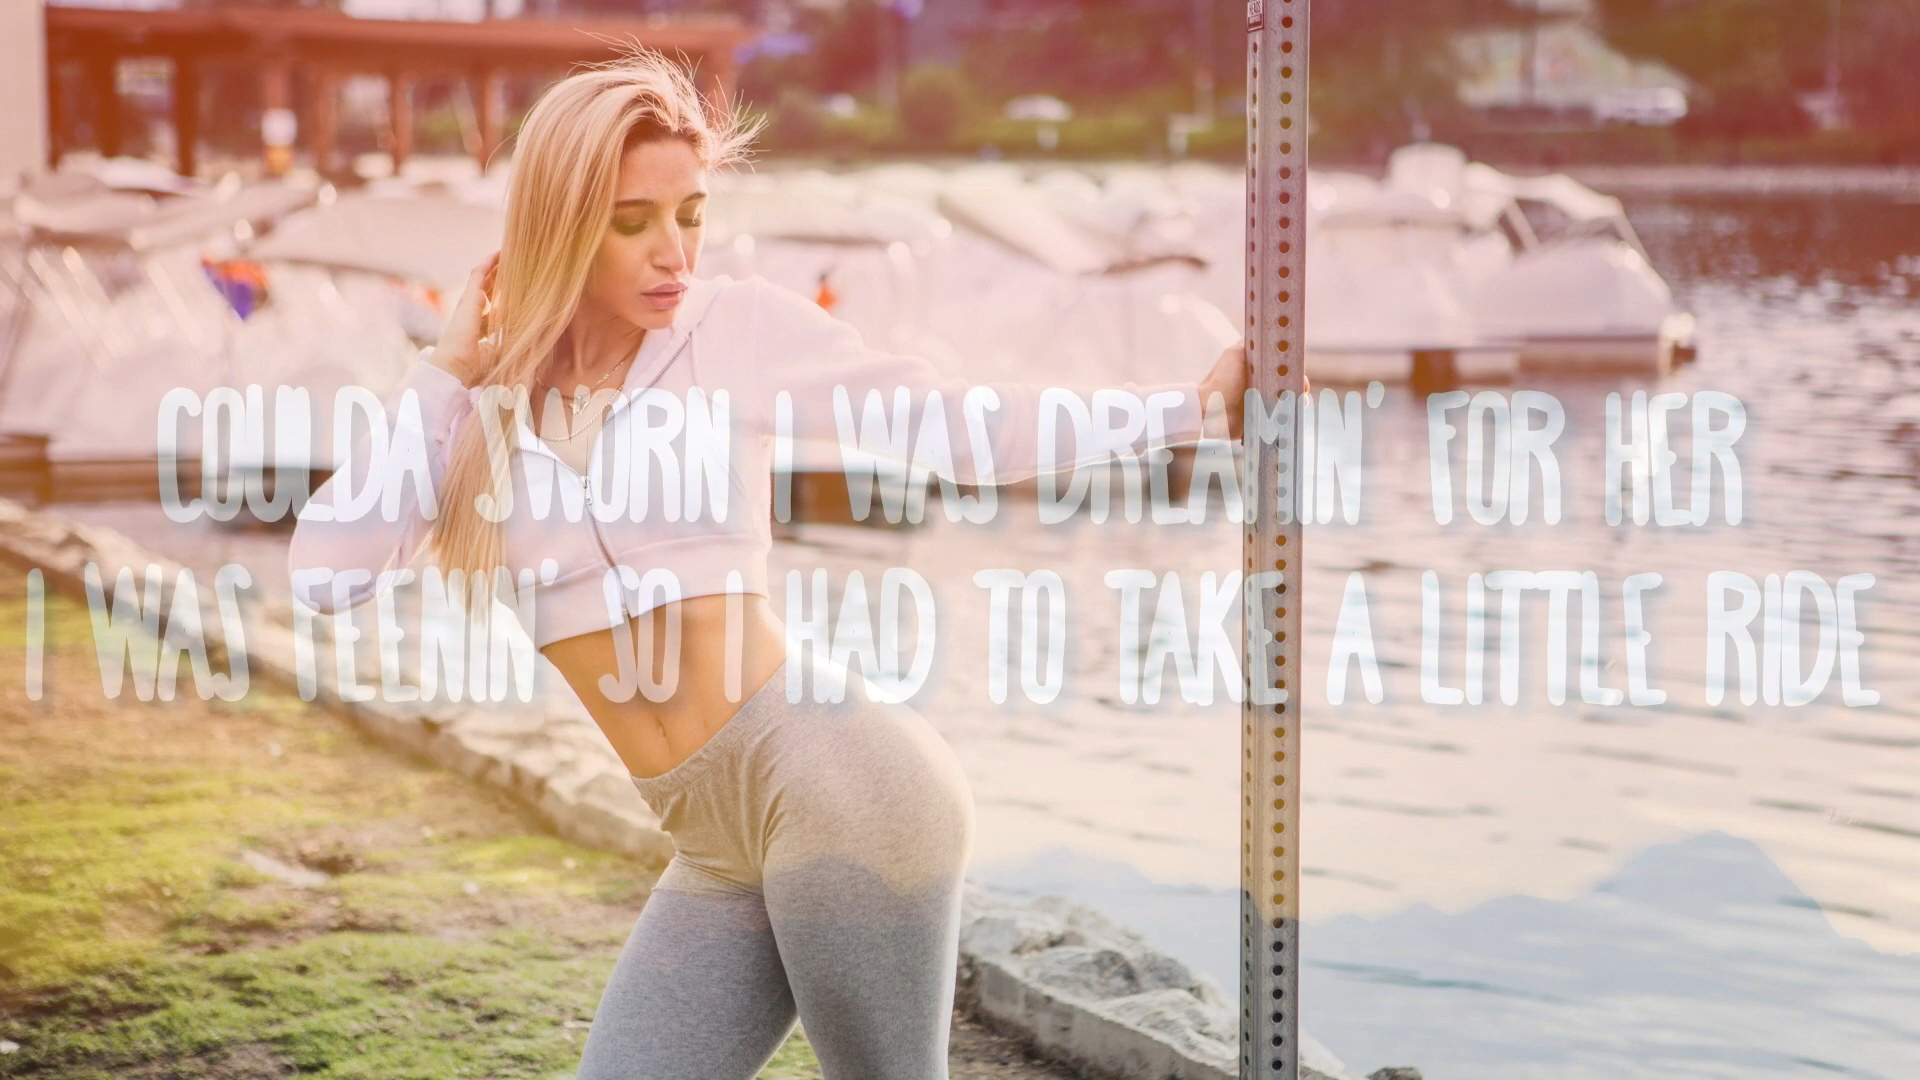 COULDA SWORN I WAS DREAMIN' FOR HER
I WAS FEENIN' SO I HAD TO TAKE A LITTLE RIDE